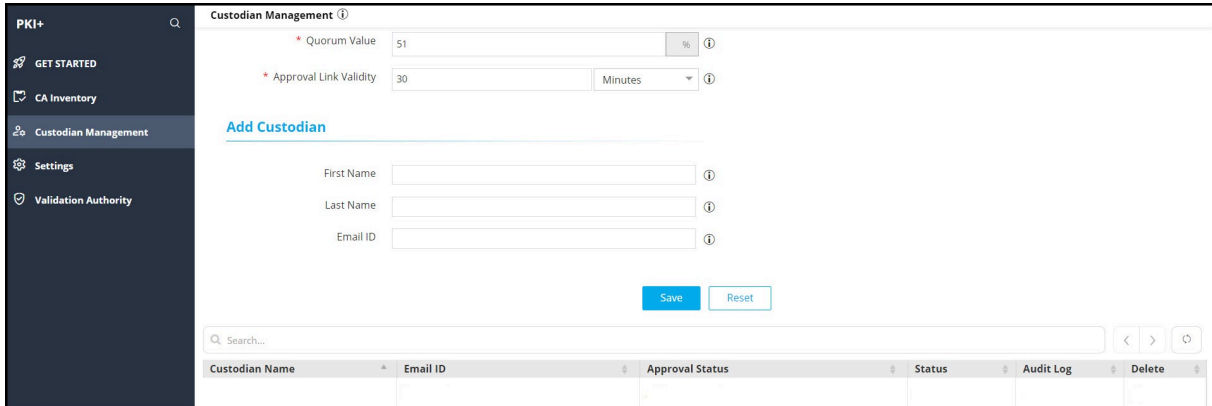 PKI+
GET STARTED
CA Inventory
Custodian Management
Settings
Validation Authority
Custodian Management
* Quorum Value 51 %
* Approval Link Validity 30 Minutes
Add Custodian
First Name
Last Name
Email ID
Save Reset
Search...
Custodian Name Email ID Approval Status Status Audit Log Delete